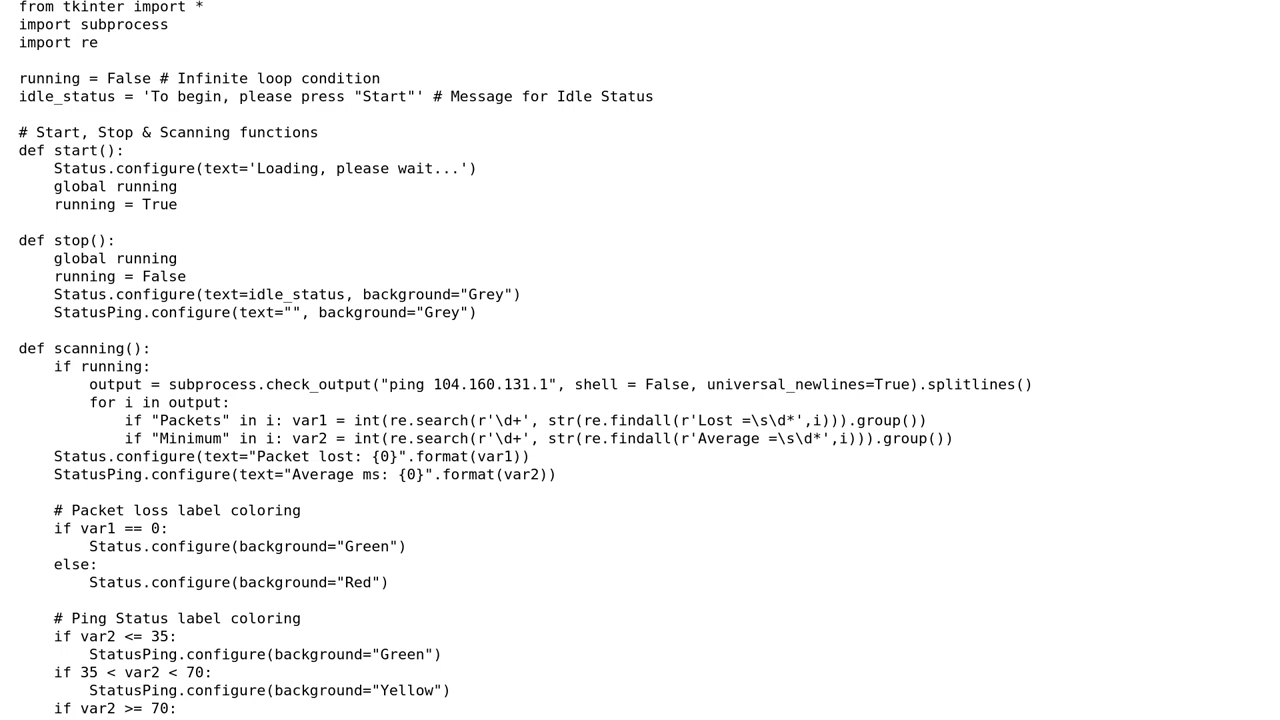 from tkinter import *
import subprocess
import re

running = False # Infinite loop condition
idle_status = 'To begin, please press "Start"' # Message for Idle Status

# Start, Stop & Scanning functions
def start():
    Status.configure(text='Loading, please wait...')
    global running
    running = True

def stop():
    global running
    running = False
    Status.configure(text=idle_status, background="Grey")
    StatusPing.configure(text="", background="Grey")

def scanning():
    if running:
        output = subprocess.check_output("ping 104.160.131.1", shell = False, universal_newlines=True).splitlines()
        for i in output:
            if "Packets" in i: var1 = int(re.search(r'\d+', str(re.findall(r'Lost =\s\d*',i))).group())
            if "Minimum" in i: var2 = int(re.search(r'\d+', str(re.findall(r'Average =\s\d*',i))).group())
    Status.configure(text="Packet lost: {0}".format(var1))
    StatusPing.configure(text="Average ms: {0}".format(var2))

    # Packet loss label coloring
    if var1 == 0:
        Status.configure(background="Green")
    else:
        Status.configure(background="Red")

    # Ping Status label coloring
    if var2 <= 35:
        StatusPing.configure(background="Green")
    if 35 < var2 < 70:
        StatusPing.configure(background="Yellow")
    if var2 >= 70: